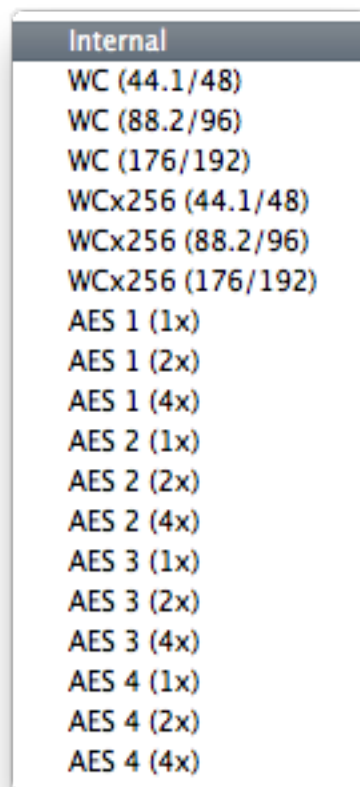 Internal
WC (44.1/48)
WC (88.2/96)
WC (176/192)
WCx256 (44.1/48)
WCx256 (88.2/96)
WCx256 (176/192)
AES 1 (1x)
AES 1 (2x)
AES 1 (4x)
AES 2 (1x)
AES 2 (2x)
AES 2 (4x)
AES 3 (1x)
AES 3 (2x)
AES 3 (4x)
AES 4 (1x)
AES 4 (2x)
AES 4 (4x)